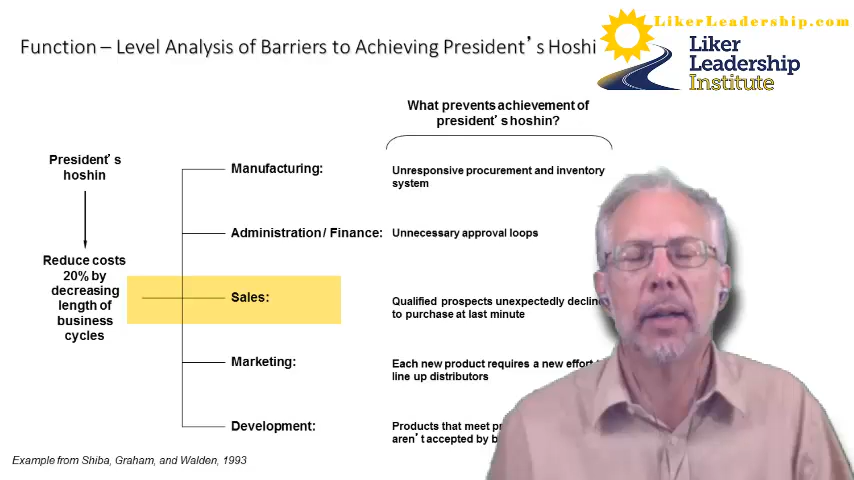 LikerLeadership.com
Function – Level Analysis of Barriers to Achieving President's Hoshi
Liker
Leadership
Institute
What prevents achievement of
president's hoshin?
President's
hoshin
Reduce costs
20% by
decreasing
length of
business
cycles
Manufacturing:
Unresponsive procurement and inventory
system
Administration / Finance:
Unnecessary approval loops
Sales:
Qualified prospects unexpectedly decline
to purchase at last minute
Marketing:
Each new product requires a new effort
line up distributors
Development:
Products that meet
aren't accepted by
Example from Shiba, Graham, and Walden, 1993